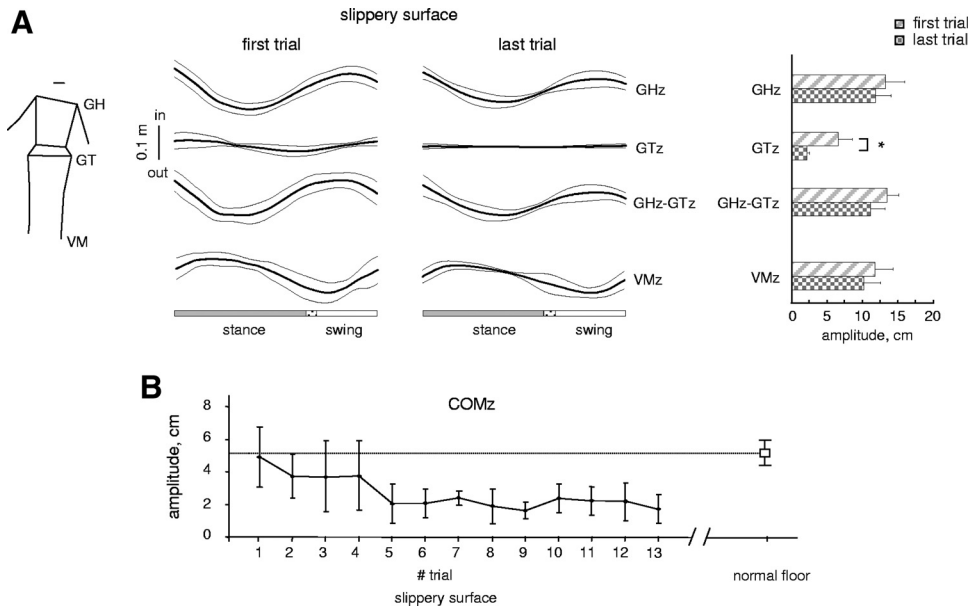 A
slippery surface
first trial
last trial
first trial
last trial
GH
GT
VM
in
0.1 m
out
GHz
GTz
GHz-GTz
VMz
stance
swing
stance
swing
GHz
GTz
*
GHz-GTz
VMz
0 5 10 15 20
amplitude, cm
B
COMz
amplitude, cm
8
6
4
2
0
1 2 3 4 5 6 7 8 9 10 11 12 13
# trial
normal floor
slippery surface